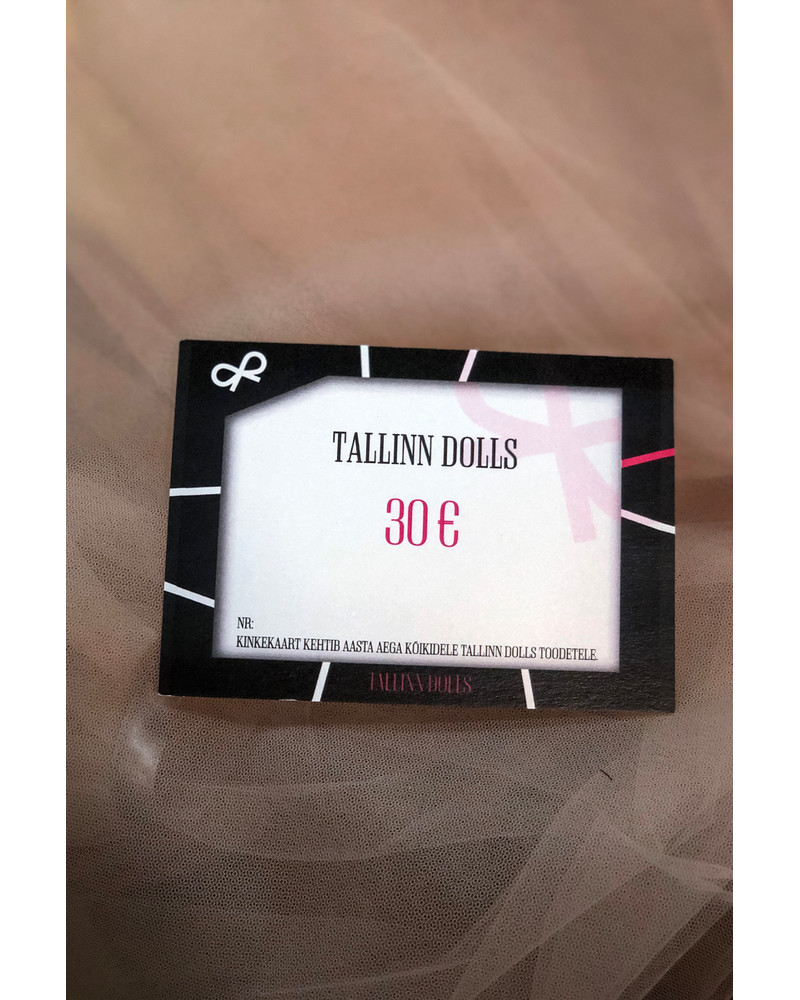 TALLINN DOLLS
30 €
NR:
KINKEKAART KEHTIB AASTA AEGA KÕIKIDELE TALLINN DOLLS TOODETELE.
TALLINN DOLLS